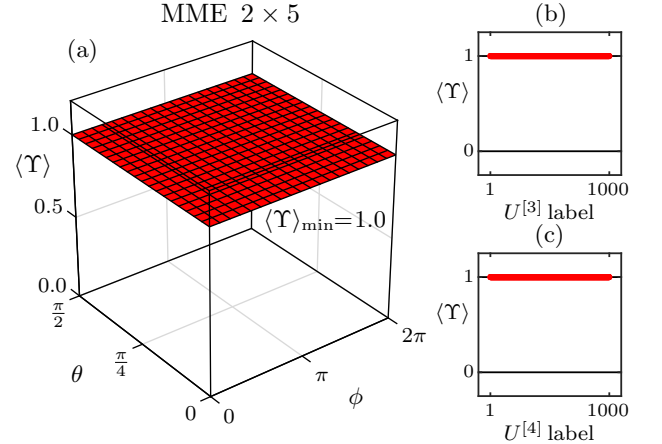 MME 2 × 5
(a)
1.0
⟨Υ⟩
0.5
0.0
π/2
θ
π/4
0
0
π
ϕ
2π
⟨Υ⟩min=1.0
(b)
1
⟨Υ⟩
0
1
1000
U[3] label
(c)
1
⟨Υ⟩
0
1
1000
U[4] label